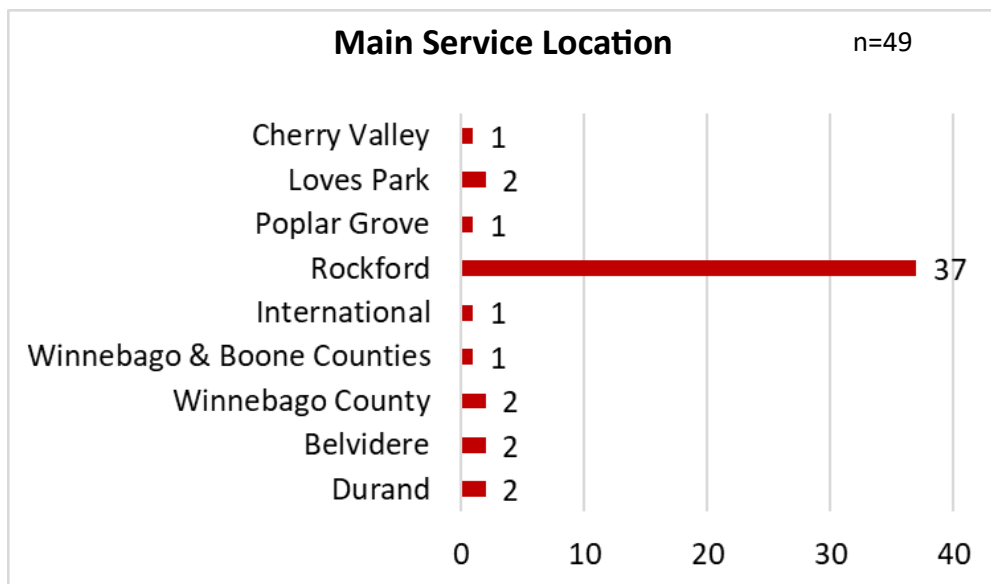 Main Service Location n=49
Cherry Valley 1
Loves Park 2
Poplar Grove 1
Rockford 37
International 1
Winnebago & Boone Counties 1
Winnebago County 2
Belvidere 2
Durand 2
0 10 20 30 40